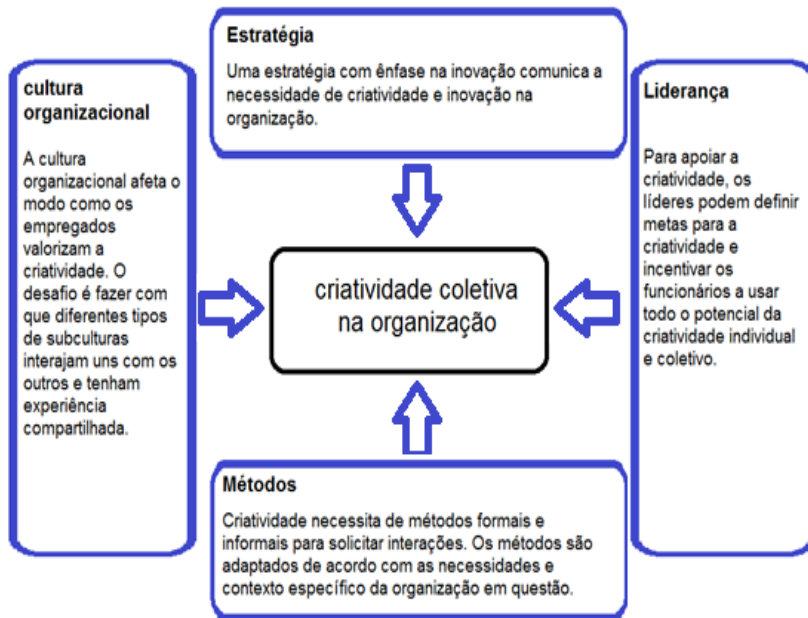 Estratégia
Uma estratégia com ênfase na inovação comunica a
necessidade de criatividade e inovação na
organização.
cultura
organizacional
A cultura
organizacional afeta o
modo como os
empregados
valorizam a
criatividade. O
desafio é fazer com
que diferentes tipos
de subculturas
interajam uns com os
outros e tenham
experiência
compartilhada.
criatividade coletiva
na organização
Liderança
Para apoiar a
criatividade, os
líderes podem definir
metas para a
criatividade e
incentivar os
funcionários a usar
todo o potencial da
criatividade individual
e coletivo.
Métodos
Criatividade necessita de métodos formais e
informais para solicitar interações. Os métodos são
adaptados de acordo com as necessidades e
contexto específico da organização em questão.